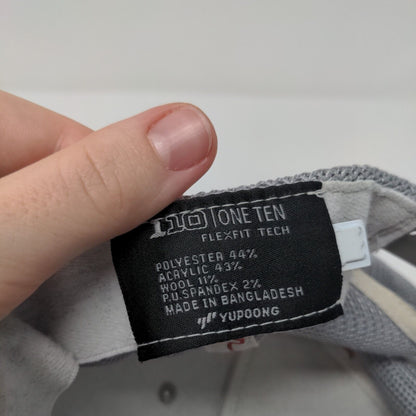 110 | ONE TEN
FLEXFIT TECH
POLYESTER 44%
ACRYLIC 43%
WOOL 11%
P.U.SPANDEX 2%
MADE IN BANGLADESH
YUPOONG